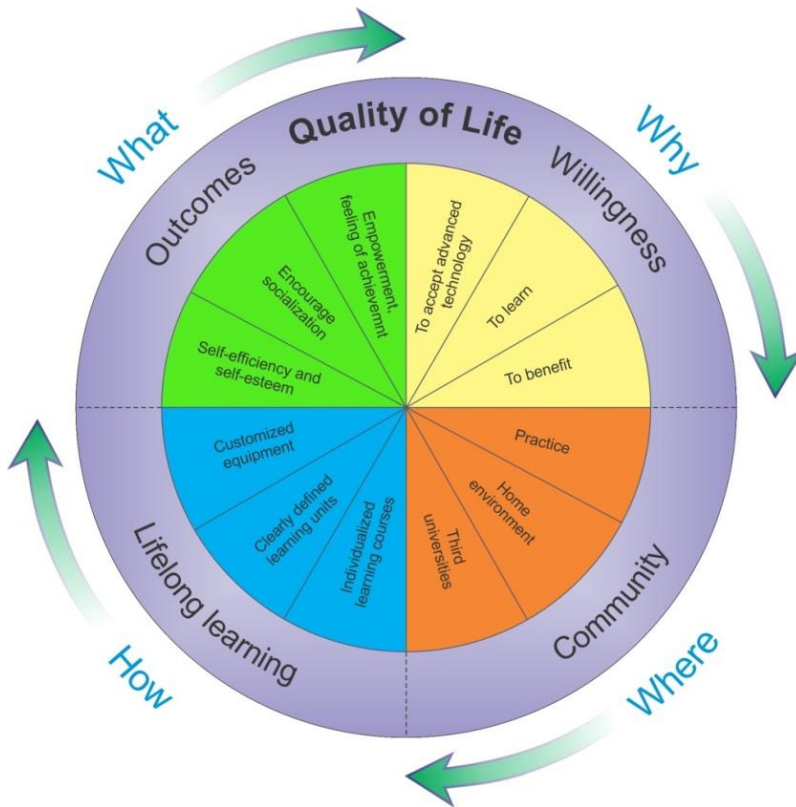 What
Why
Quality of Life
Outcomes
Willingness
Empowerment,
feeling of achievemnt
To accept advanced
technology
Encourage
socialization
To learn
Self-efficiency and
self-esteem
To benefit
Customized
equipment
Practice
Clearly defined
learning units
Home
environment
Individualized
learning courses
Third
universities
Lifelong learning
Community
How
Where